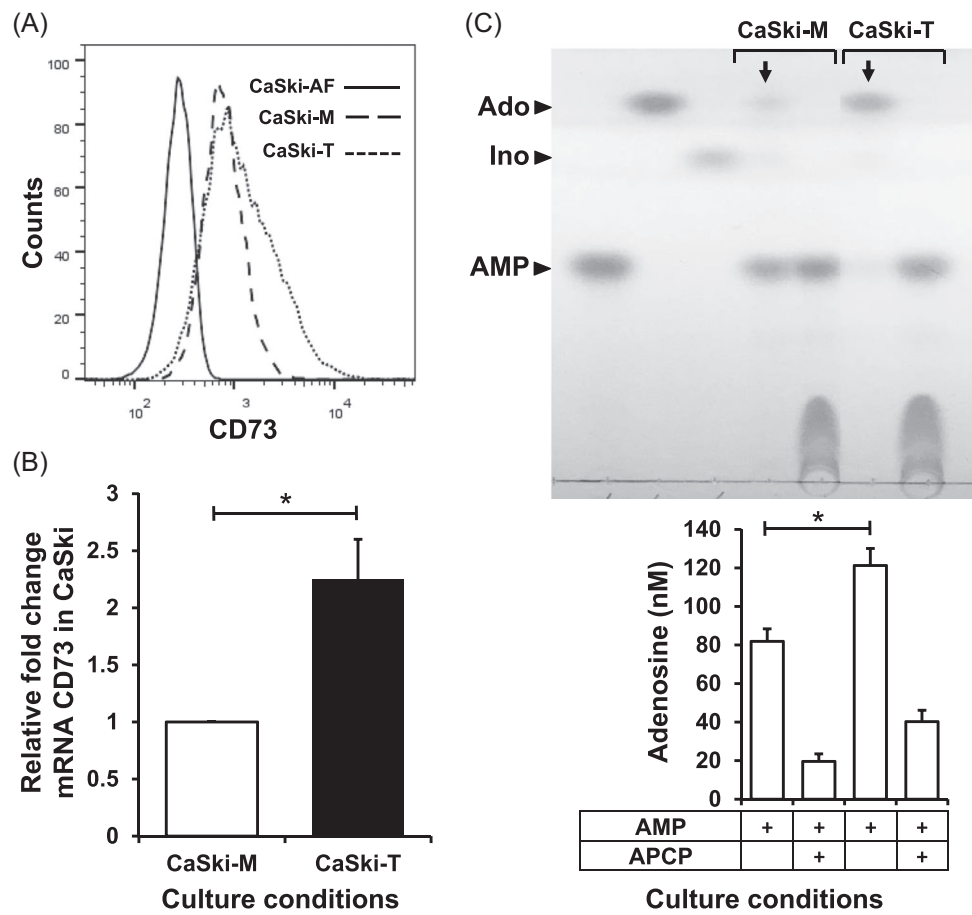 (A)
100
80
60
40
20
0
Counts
CaSki-AF
CaSki-M
CaSki-T
10²
3
10⁴
CD73
(B)
Relative fold change
mRNA CD73 in CaSki
3
2.5
2
1.5
1
0.5
0
*
CaSki-M CaSki-T
Culture conditions
(C)
CaSki-M CaSki-T
Ado
Ino
AMP
Adenosine (nM)
140
120
100
80
60
40
20
0
*
AMP + + + +
APCP + +
Culture conditions